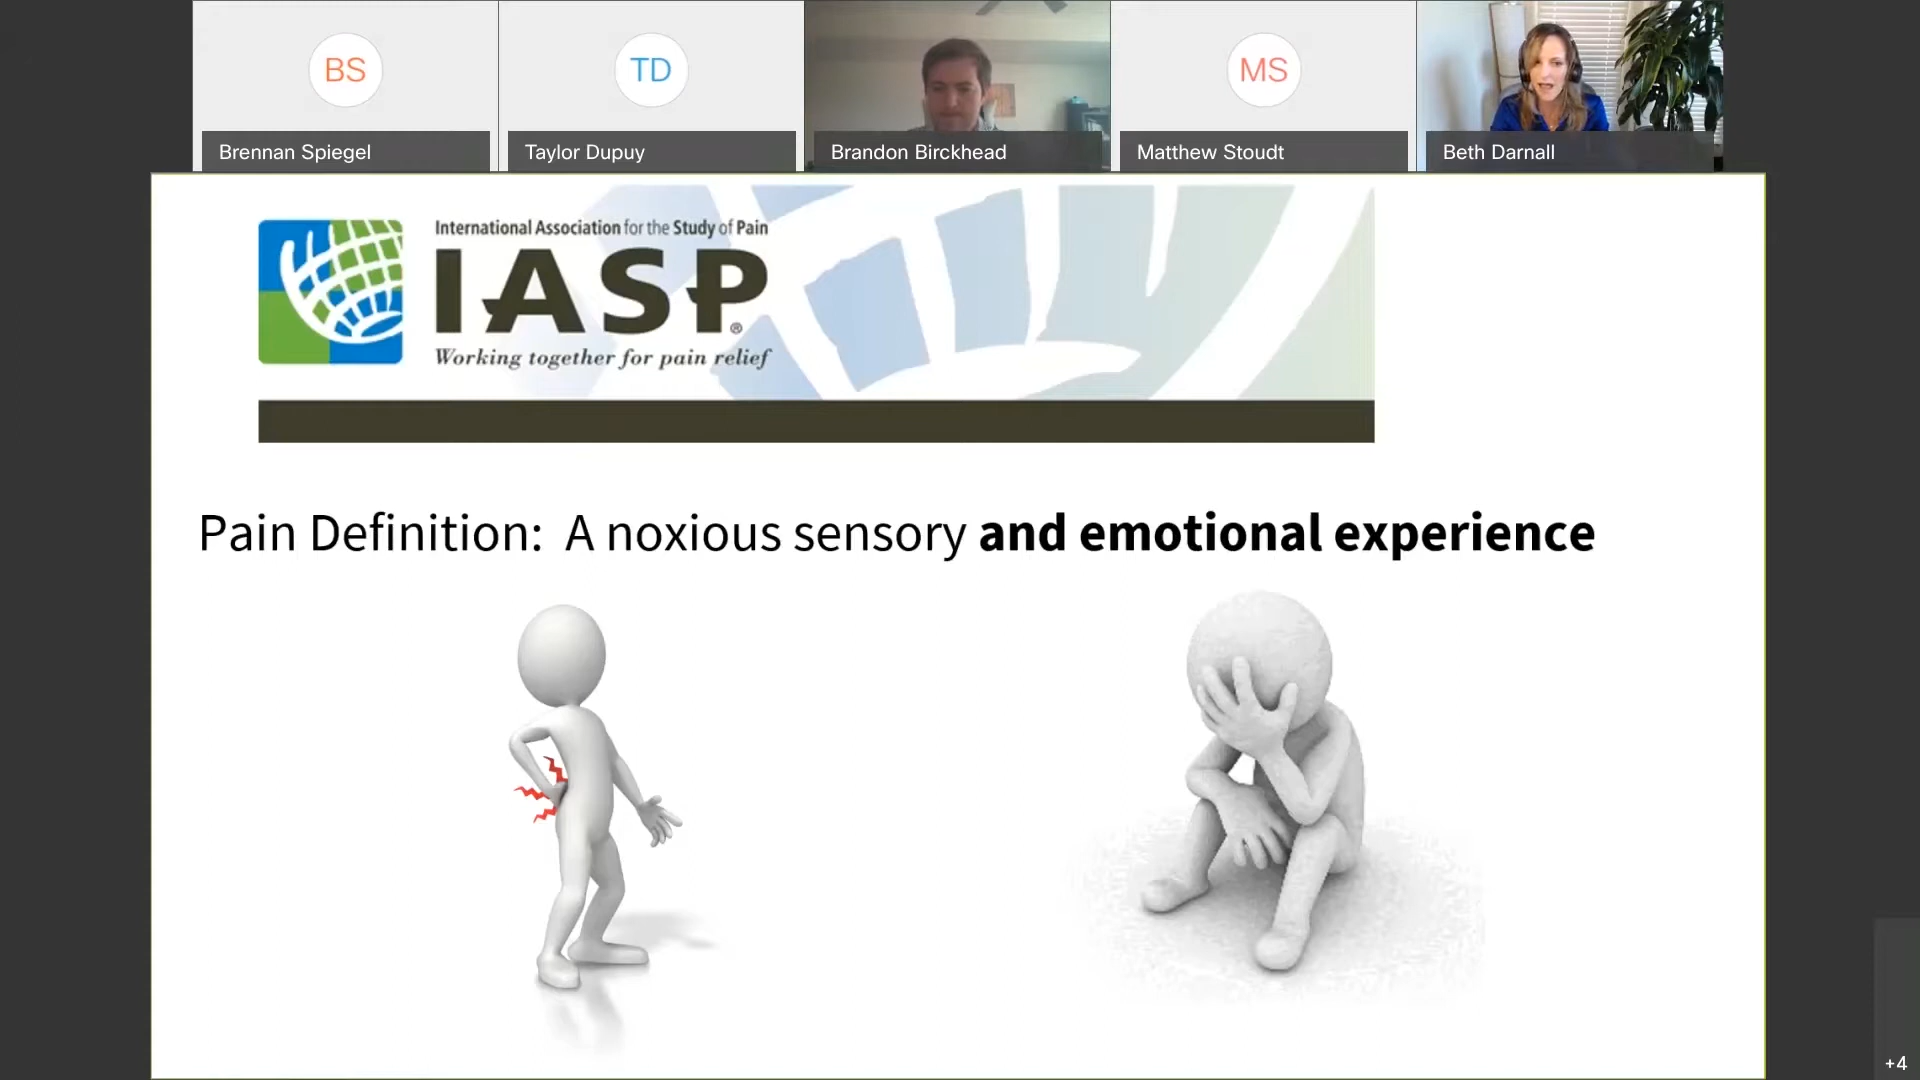 BS
TD
MS
Brennan Spiegel
Taylor Dupuy
Brandon Birckhead
Matthew Stoudt
Beth Darnall
International Association for the Study of Pain
IASP®
Working together for pain relief
Pain Definition: A noxious sensory and emotional experience
+4